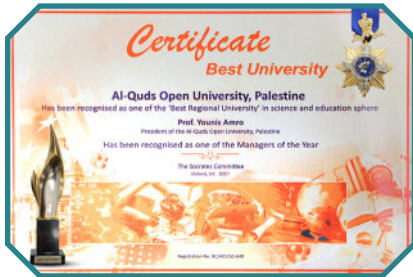 Certificate
Best University
Al-Quds Open University, Palestine
Has been recognised as one of the 'Best Regional University' in science and education sphere
Prof. Younis Amro
President of the Al-Quds Open University, Palestine
Has been recognised as one of the Managers of the Year
The Socrates Committee
Oxford, UK 2017
Registration No.